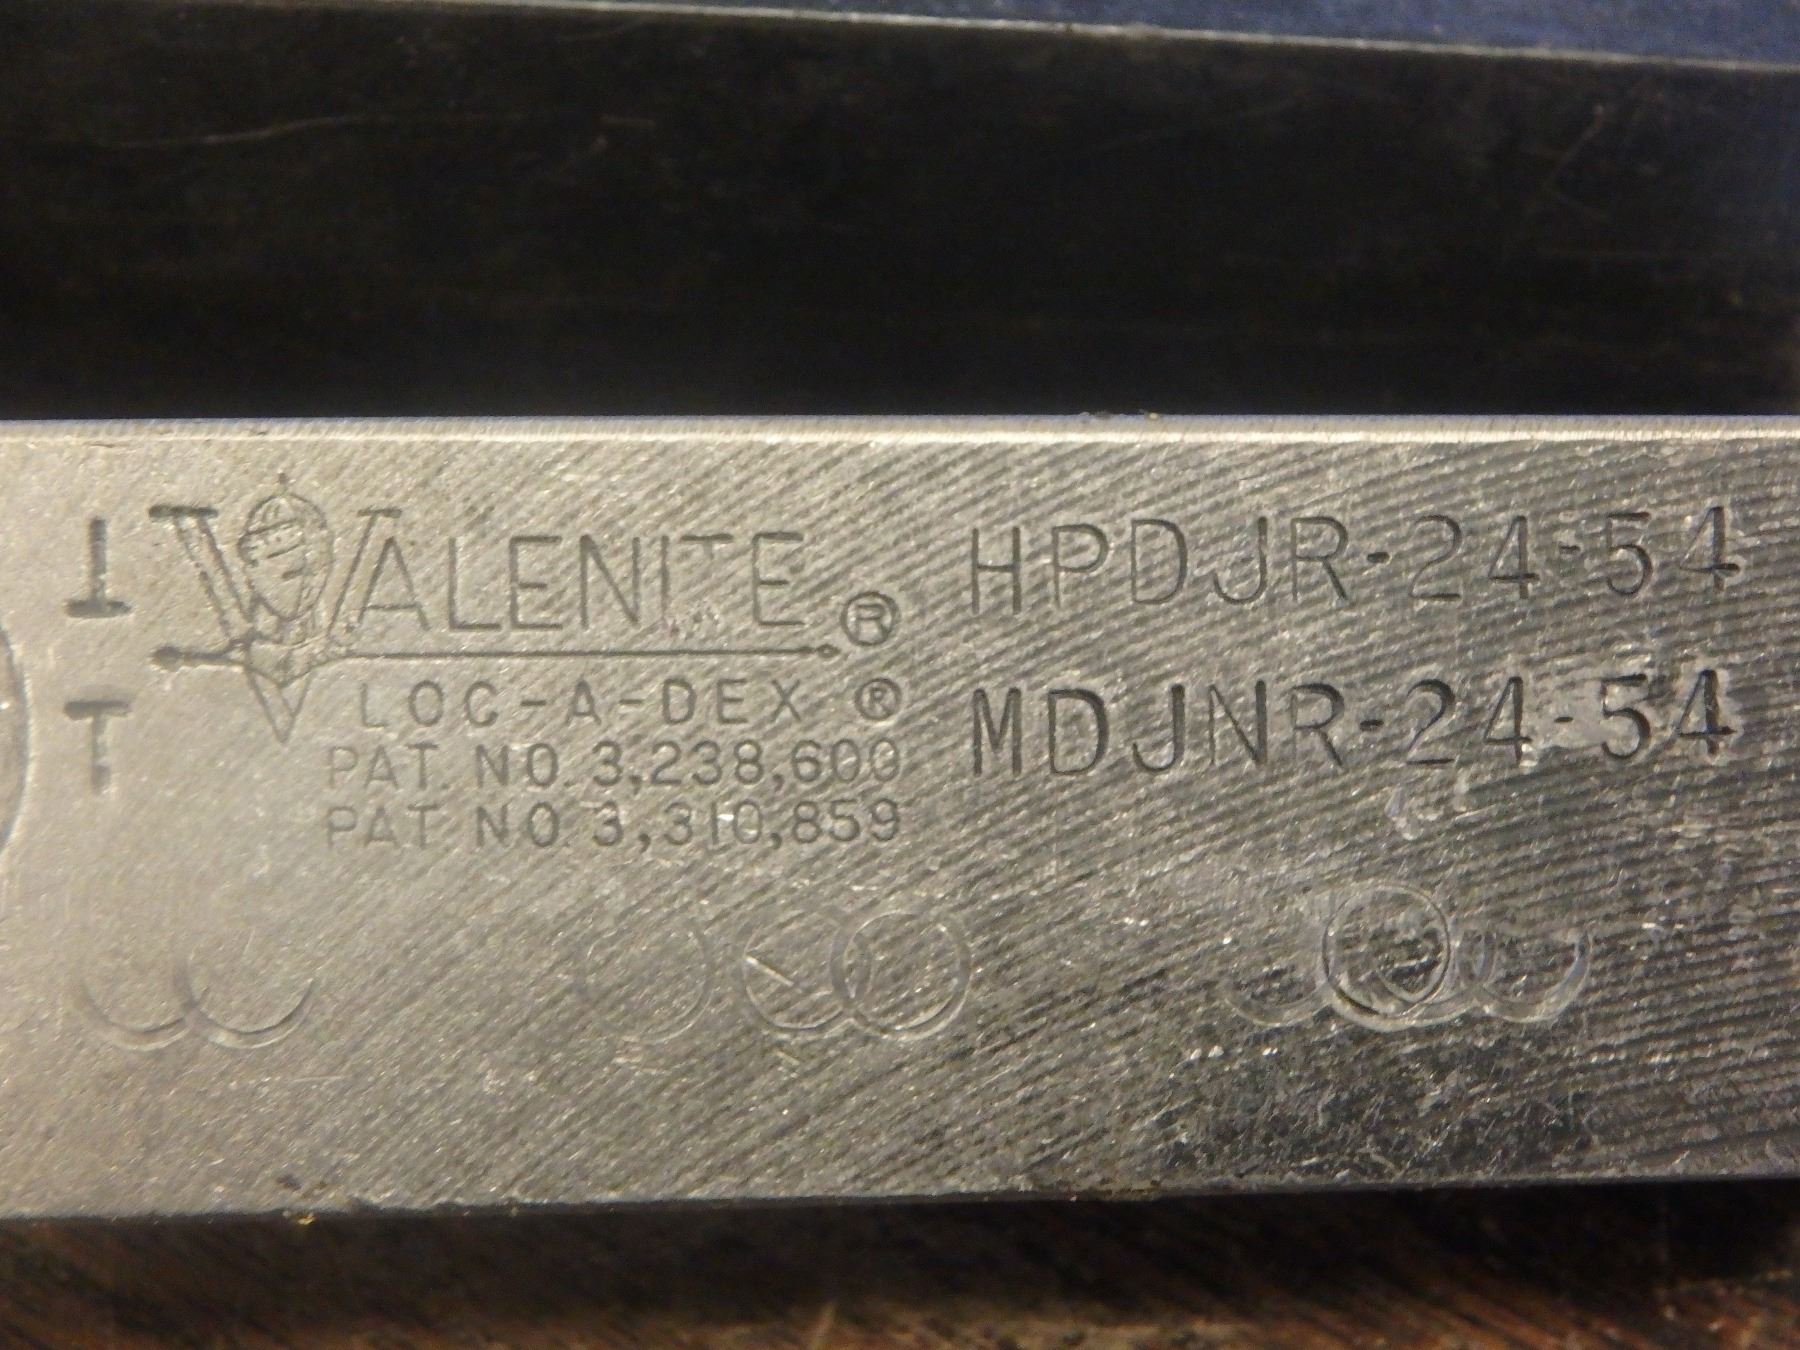 VALENITE ® HPDJR-24-54
LOC-A-DEX ® MDJNR-24-54
PAT. NO. 3,238,600
PAT. NO. 3,310,859